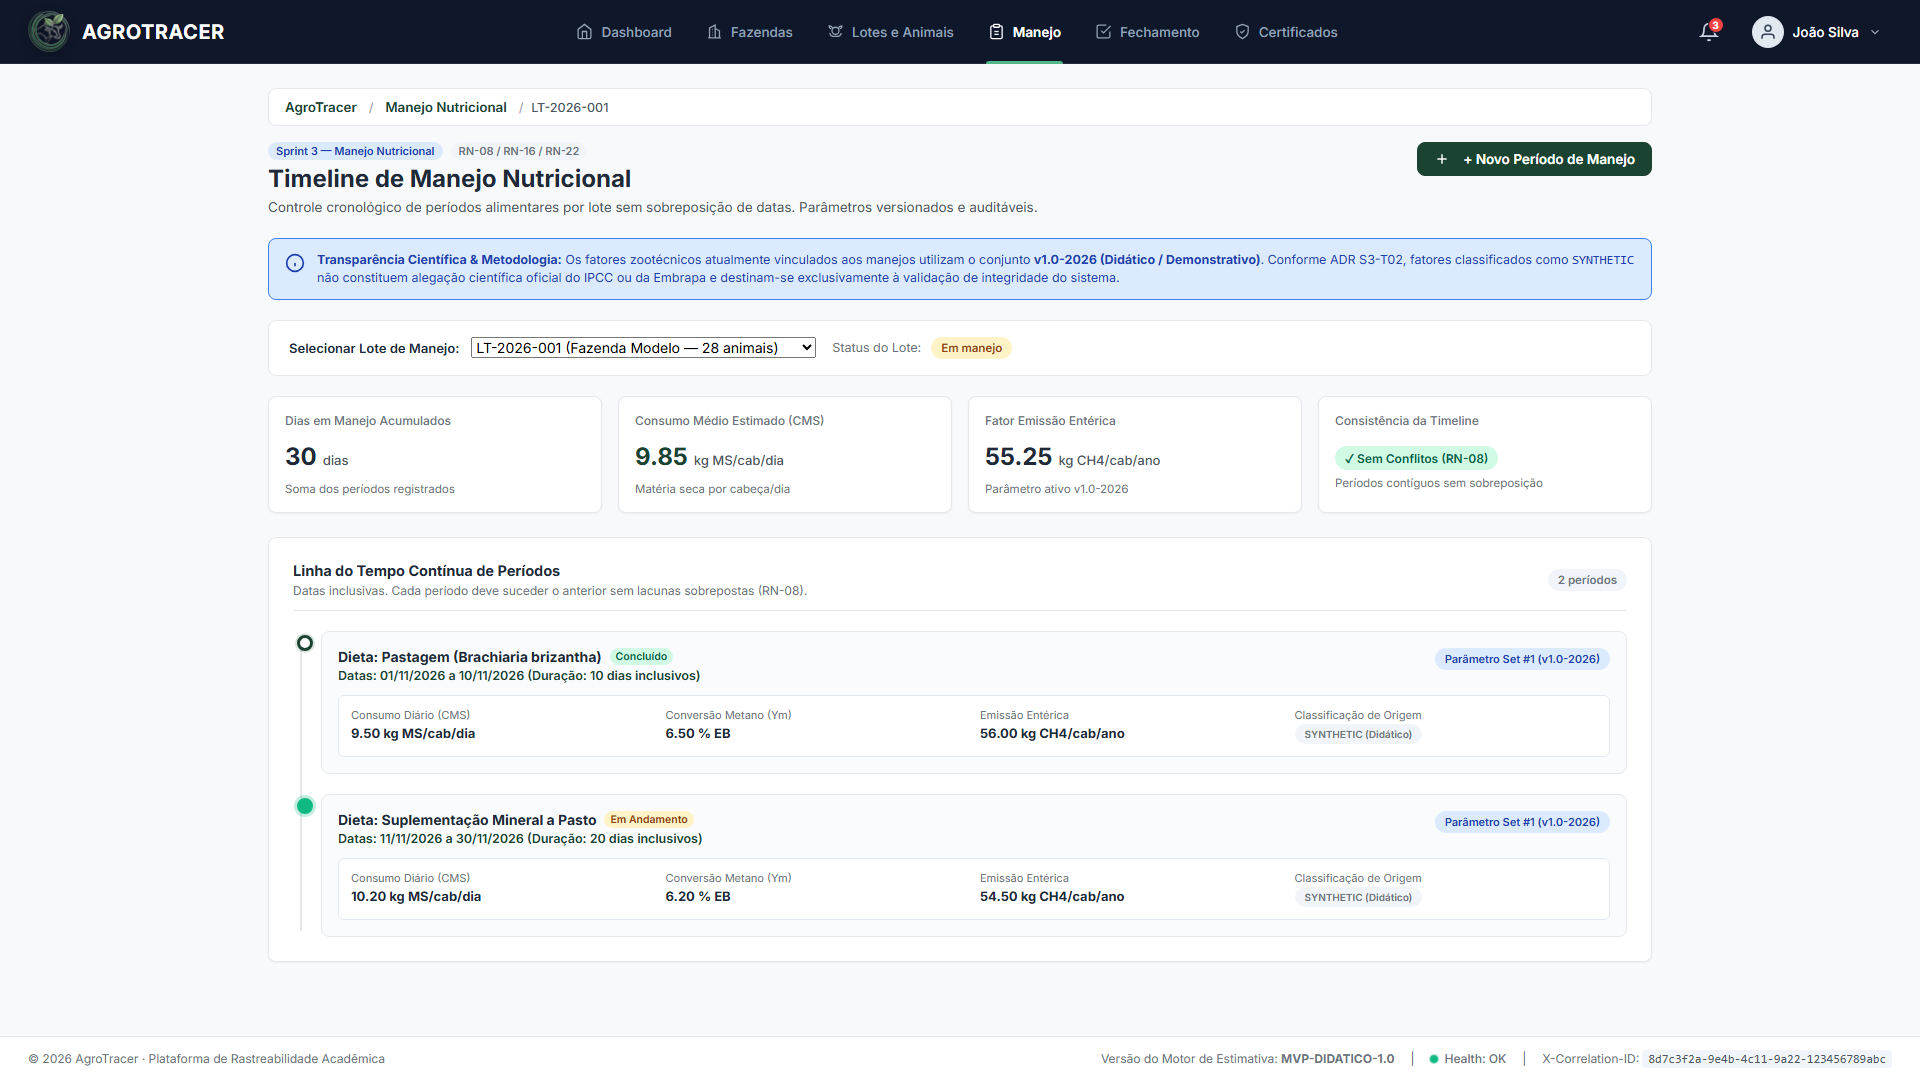 AGROTRACER
Dashboard
Fazendas
Lotes e Animais
Manejo
Fechamento
Certificados
3
João Silva
AgroTracer / Manejo Nutricional / LT-2026-001
Sprint 3 — Manejo Nutricional
RN-08 / RN-16 / RN-22
Timeline de Manejo Nutricional
Controle cronológico de períodos alimentares por lote sem sobreposição de datas. Parâmetros versionados e auditáveis.
+ + Novo Período de Manejo
Transparência Científica & Metodologia: Os fatores zootécnicos atualmente vinculados aos manejos utilizam o conjunto v1.0-2026 (Didático / Demonstrativo). Conforme ADR S3-T02, fatores classificados como SYNTHETIC
não constituem alegação científica oficial do IPCC ou da Embrapa e destinam-se exclusivamente à validação de integridade do sistema.
Selecionar Lote de Manejo:
LT-2026-001 (Fazenda Modelo — 28 animais)
Status do Lote:
Em manejo
Dias em Manejo Acumulados
30 dias
Soma dos períodos registrados
Consumo Médio Estimado (CMS)
9.85 kg MS/cab/dia
Matéria seca por cabeça/dia
Fator Emissão Entérica
55.25 kg CH4/cab/ano
Parâmetro ativo v1.0-2026
Consistência da Timeline
✓ Sem Conflitos (RN-08)
Períodos contíguos sem sobreposição
Linha do Tempo Contínua de Períodos
Datas inclusivas. Cada período deve suceder o anterior sem lacunas sobrepostas (RN-08).
2 períodos
Dieta: Pastagem (Brachiaria brizantha)
Concluído
Datas: 01/11/2026 a 10/11/2026 (Duração: 10 dias inclusivos)
Parâmetro Set #1 (v1.0-2026)
Consumo Diário (CMS)
9.50 kg MS/cab/dia
Conversão Metano (Ym)
6.50 % EB
Emissão Entérica
56.00 kg CH4/cab/ano
Classificação de Origem
SYNTHETIC (Didático)
Dieta: Suplementação Mineral a Pasto
Em Andamento
Datas: 11/11/2026 a 30/11/2026 (Duração: 20 dias inclusivos)
Parâmetro Set #1 (v1.0-2026)
Consumo Diário (CMS)
10.20 kg MS/cab/dia
Conversão Metano (Ym)
6.20 % EB
Emissão Entérica
54.50 kg CH4/cab/ano
Classificação de Origem
SYNTHETIC (Didático)
© 2026 AgroTracer · Plataforma de Rastreabilidade Acadêmica
Versão do Motor de Estimativa: MVP-DIDATICO-1.0
Health: OK
X-Correlation-ID: 8d7c3f2a-9e4b-4c11-9a22-123456789abc